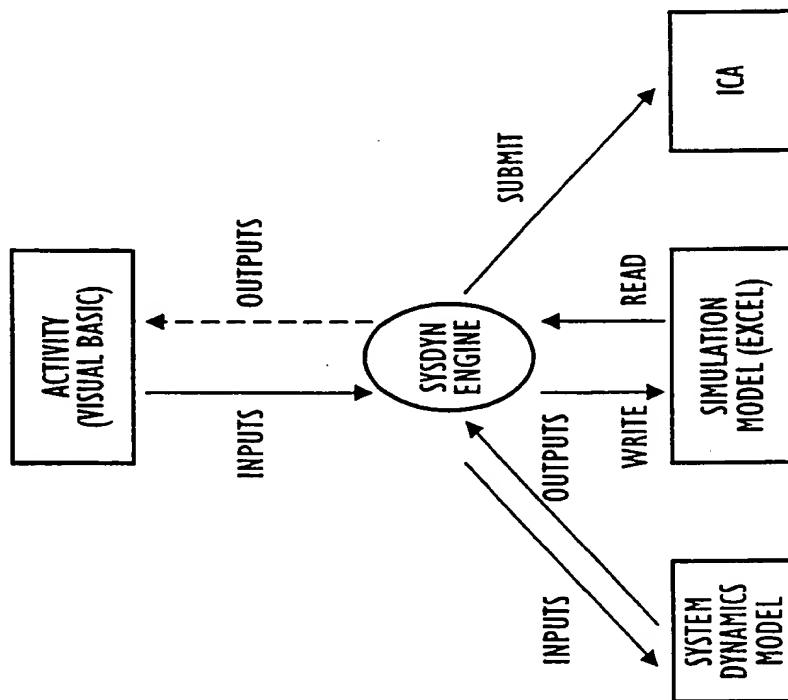 ACTIVITY
(VISUAL BASIC)
INPUTS
OUTPUTS
SYSDYN
ENGINE
SUBMIT
INPUTS
OUTPUTS
WRITE
READ
SYSTEM
DYNAMICS
MODEL
SIMULATION
MODEL (EXCEL)
ICA